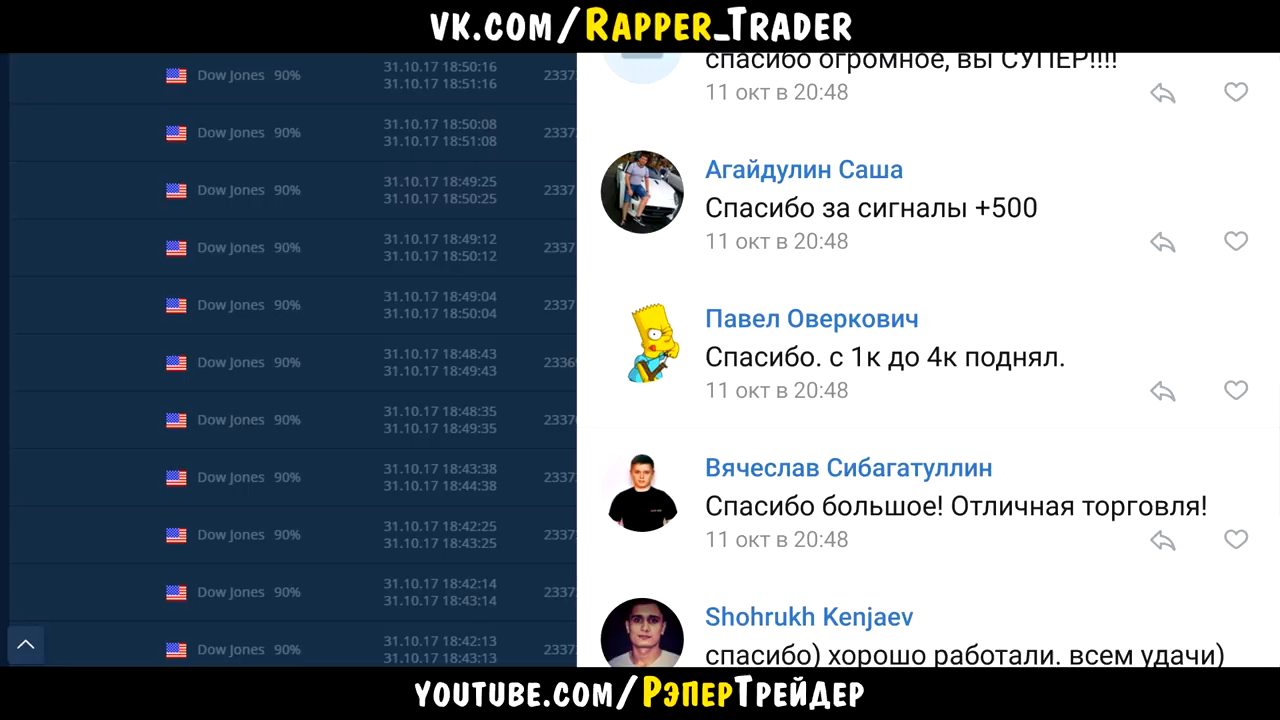 vk.com/Rapper_Trader
Dow Jones 90%
31.10.17 18:50:16
31.10.17 18:51:16
Dow Jones 90%
31.10.17 18:50:08
31.10.17 18:51:08
Dow Jones 90%
31.10.17 18:49:25
31.10.17 18:50:25
Dow Jones 90%
31.10.17 18:49:12
31.10.17 18:50:12
Dow Jones 90%
31.10.17 18:49:04
31.10.17 18:50:04
Dow Jones 90%
31.10.17 18:48:43
31.10.17 18:49:43
Dow Jones 90%
31.10.17 18:48:35
31.10.17 18:49:35
Dow Jones 90%
31.10.17 18:43:38
31.10.17 18:44:38
Dow Jones 90%
31.10.17 18:42:25
31.10.17 18:43:25
Dow Jones 90%
31.10.17 18:42:14
31.10.17 18:43:14
Dow Jones 90%
31.10.17 18:42:13
31.10.17 18:43:13
спасибо огромное, вы СУПЕР!!!!
11 окт в 20:48
Агайдулин Саша
Спасибо за сигналы +500
11 окт в 20:48
Павел Оверкович
Спасибо. с 1к до 4к поднял.
11 окт в 20:48
Вячеслав Сибагатуллин
Спасибо большое! Отличная торговля!
11 окт в 20:48
Shohrukh Kenjaev
спасибо) хорошо работали. всем удачи)
youtube.com/РэперТрейдер